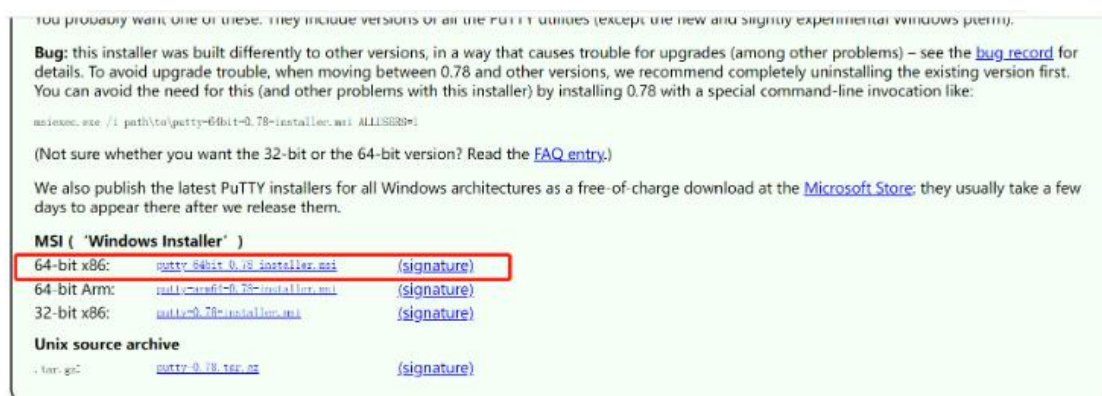 You probably want one of these. They include versions of all the PuTTY utilities (except the new and slightly experimental Windows pterm).
Bug: this installer was built differently to other versions, in a way that causes trouble for upgrades (among other problems) – see the bug record for
details. To avoid upgrade trouble, when moving between 0.78 and other versions, we recommend completely uninstalling the existing version first.
You can avoid the need for this (and other problems with this installer) by installing 0.78 with a special command-line invocation like:
msiexec.exe /i path\to\putty-64bit-0.78-installer.msi ALLUSERS=1
(Not sure whether you want the 32-bit or the 64-bit version? Read the FAQ entry.)
We also publish the latest PuTTY installers for all Windows architectures as a free-of-charge download at the Microsoft Store; they usually take a few
days to appear there after we release them.
MSI (‘Windows Installer’)
64-bit x86: putty-64bit-0.78-installer.msi (signature)
64-bit Arm: putty-arm64-0.78-installer.msi (signature)
32-bit x86: putty-0.78-installer.msi (signature)
Unix source archive
.tar.gz: putty-0.78.tar.gz (signature)